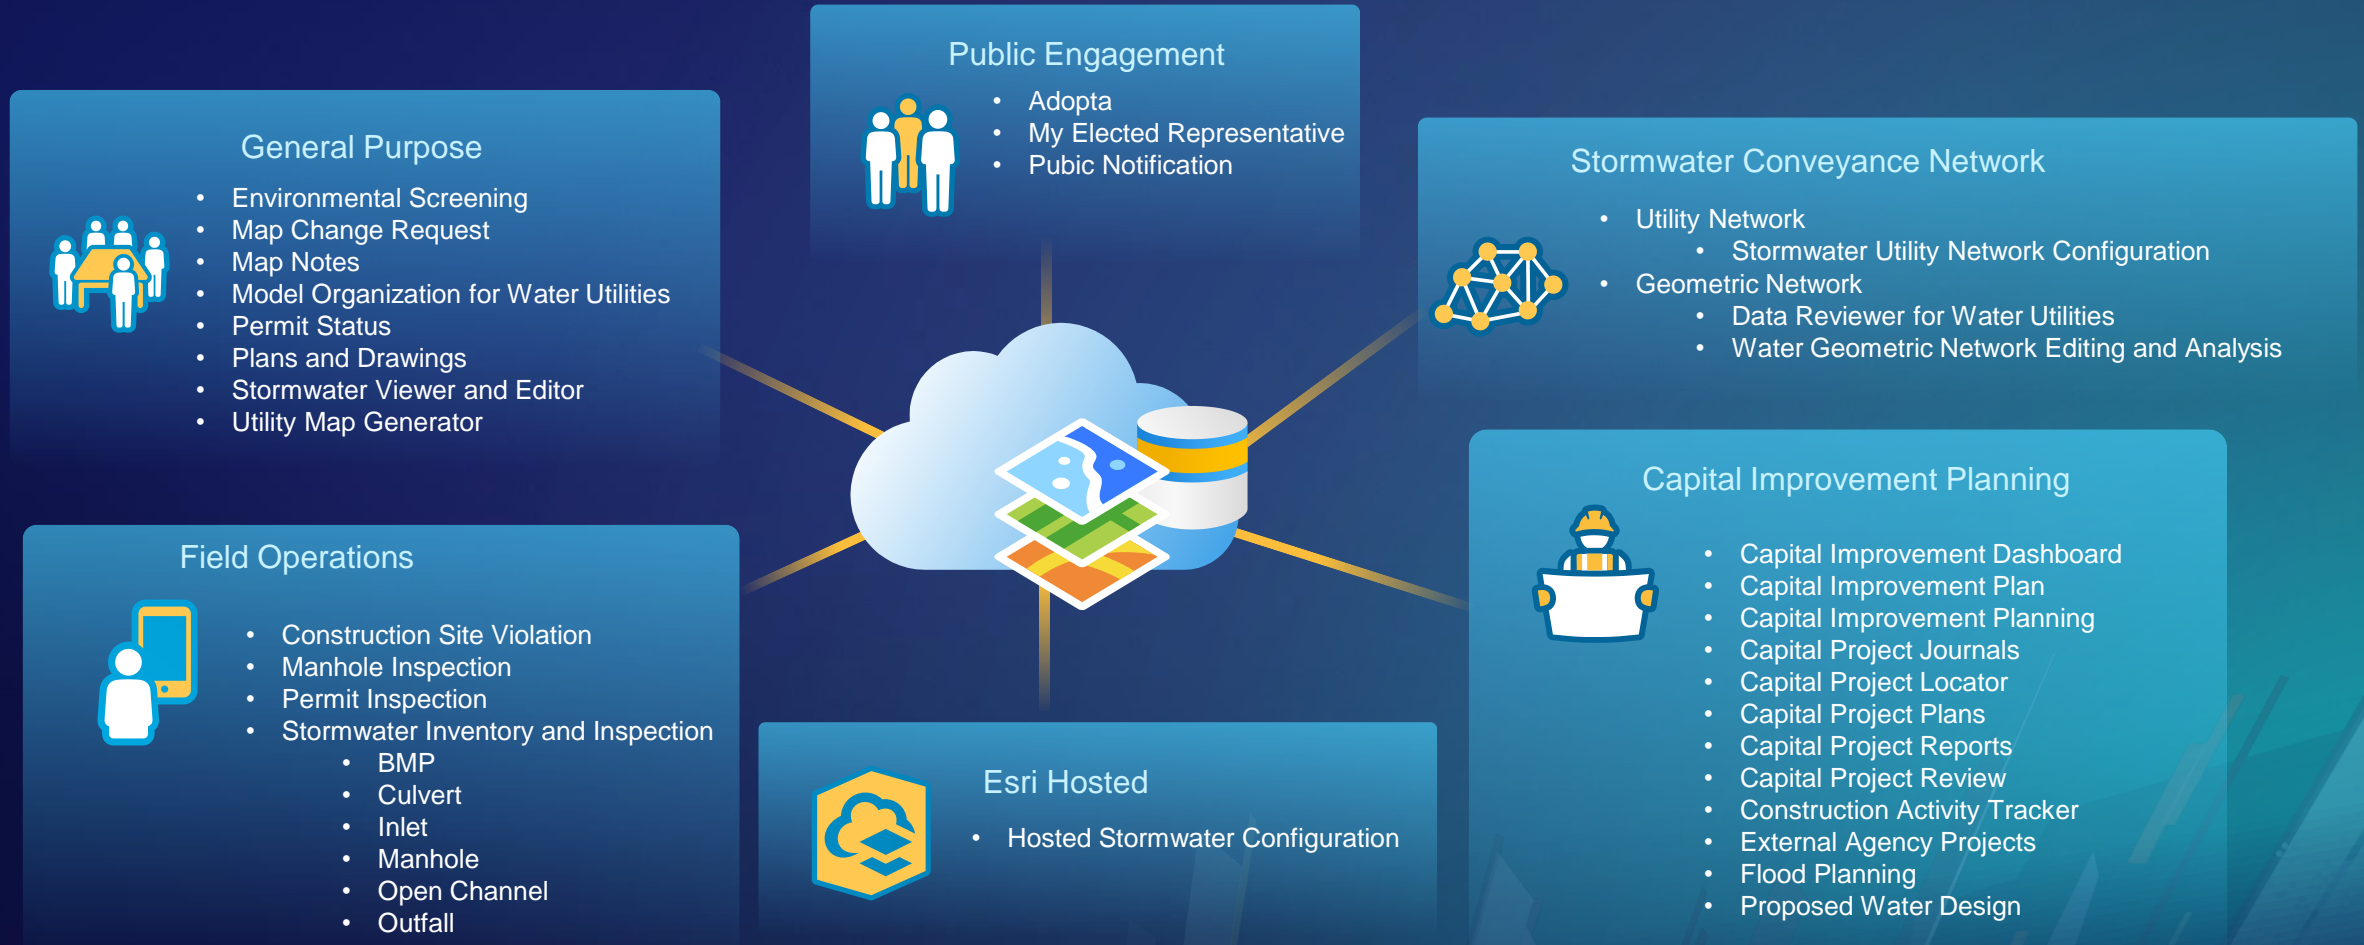 Public Engagement
• Adopta
• My Elected Representative
• Pubic Notification
General Purpose
• Environmental Screening
• Map Change Request
• Map Notes
• Model Organization for Water Utilities
• Permit Status
• Plans and Drawings
• Stormwater Viewer and Editor
• Utility Map Generator
Stormwater Conveyance Network
• Utility Network
• Stormwater Utility Network Configuration
• Geometric Network
• Data Reviewer for Water Utilities
• Water Geometric Network Editing and Analysis
Field Operations
• Construction Site Violation
• Manhole Inspection
• Permit Inspection
• Stormwater Inventory and Inspection
• BMP
• Culvert
• Inlet
• Manhole
• Open Channel
• Outfall
Esri Hosted
• Hosted Stormwater Configuration
Capital Improvement Planning
• Capital Improvement Dashboard
• Capital Improvement Plan
• Capital Improvement Planning
• Capital Project Journals
• Capital Project Locator
• Capital Project Plans
• Capital Project Reports
• Capital Project Review
• Construction Activity Tracker
• External Agency Projects
• Flood Planning
• Proposed Water Design